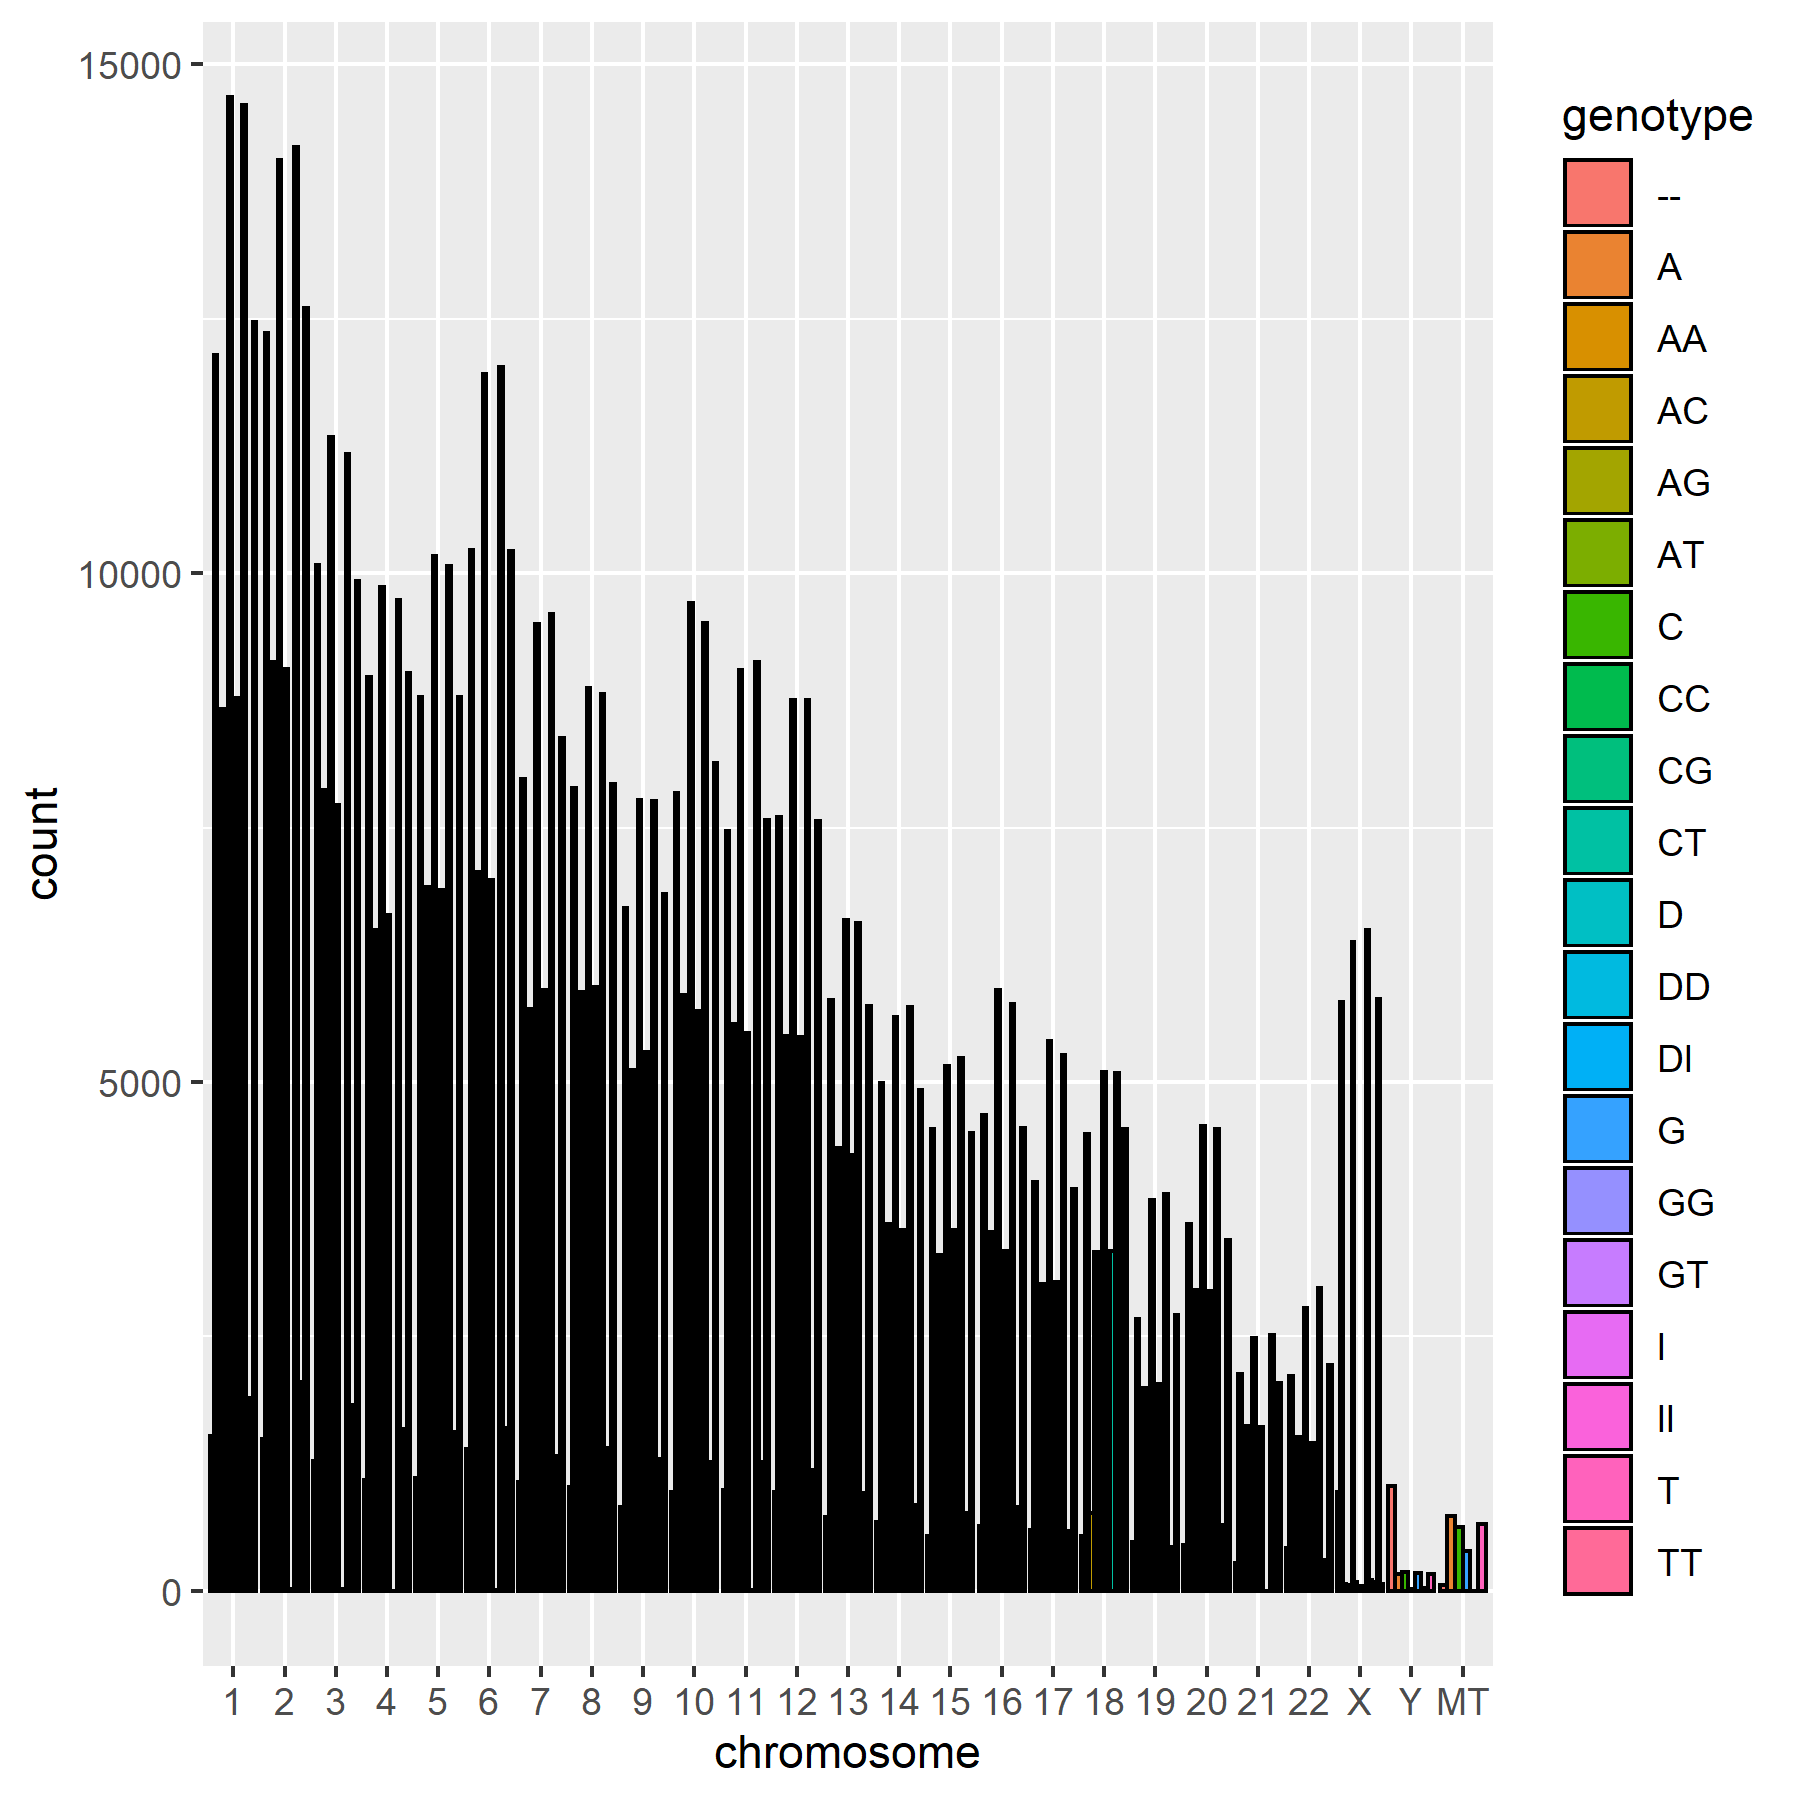 15000
10000
5000
0
count
1 2 3 4 5 6 7 8 9 10 11 12 13 14 15 16 17 18 19 20 21 22 X Y MT
chromosome
genotype
--
A
AA
AC
AG
AT
C
CC
CG
CT
D
DD
DI
G
GG
GT
I
II
T
TT